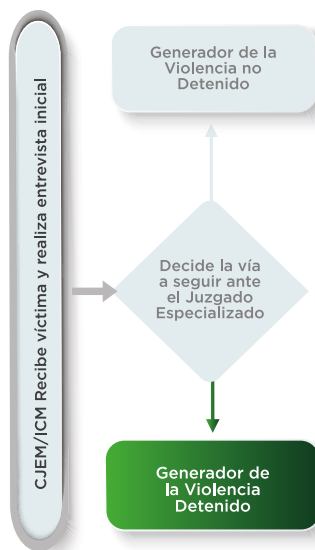 CJEM/ICM Recibe víctima y realiza entrevista inicial
Generador de la
Violencia no
Detenido
Decide la vía
a seguir ante
el Juzgado
Especializado
Generador de
la Violencia
Detenido